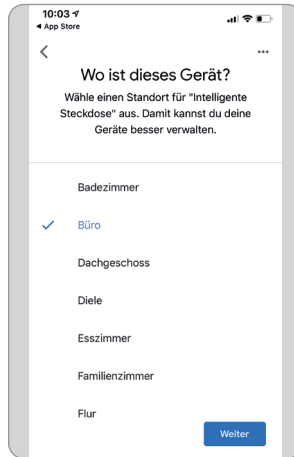 10:03
◀ App Store
Wo ist dieses Gerät?
Wähle einen Standort für "Intelligente
Steckdose" aus. Damit kannst du deine
Geräte besser verwalten.
Badezimmer
Büro
Dachgeschoss
Diele
Esszimmer
Familienzimmer
Flur
Weiter